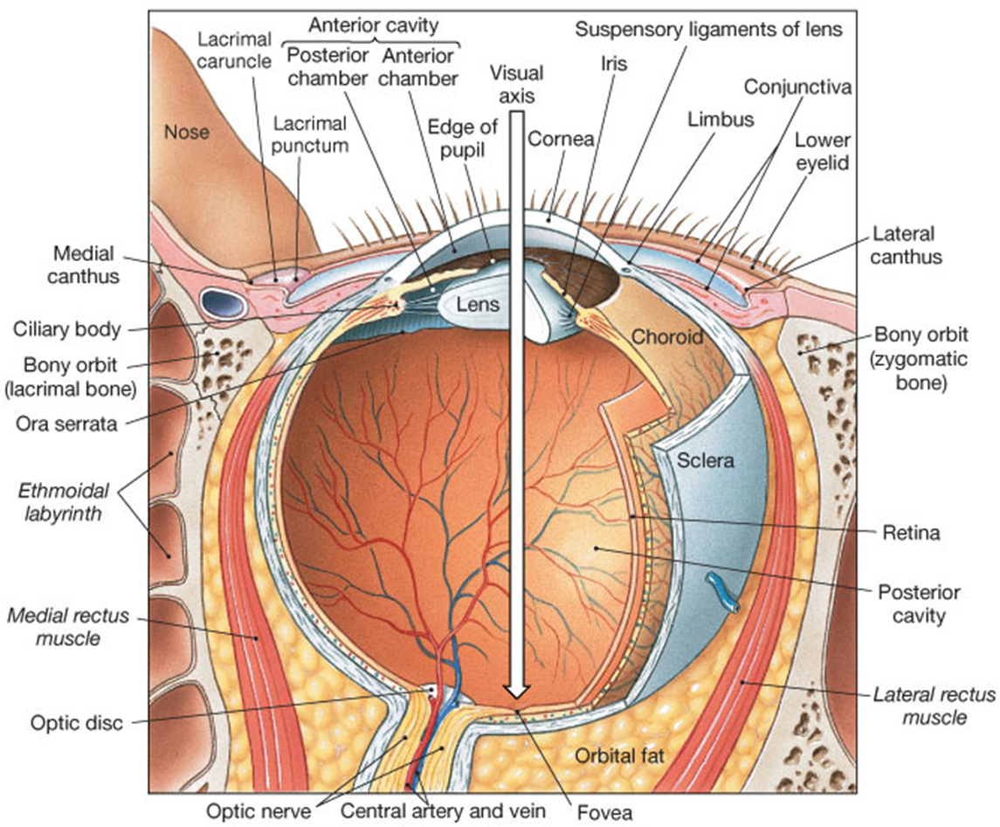 Anterior cavity
Suspensory ligaments of lens
Lacrimal
caruncle
Posterior
chamber
Anterior
chamber
Visual
axis
Iris
Conjunctiva
Nose
Lacrimal
punctum
Edge of
pupil
Cornea
Limbus
Lower
eyelid
Medial
canthus
Lateral
canthus
Lens
Ciliary body
Choroid
Bony orbit
(lacrimal bone)
Bony orbit
(zygomatic
bone)
Ora serrata
Sclera
Ethmoidal
labyrinth
Retina
Posterior
cavity
Medial rectus
muscle
Lateral rectus
muscle
Optic disc
Orbital fat
Optic nerve
Central artery and vein
Fovea